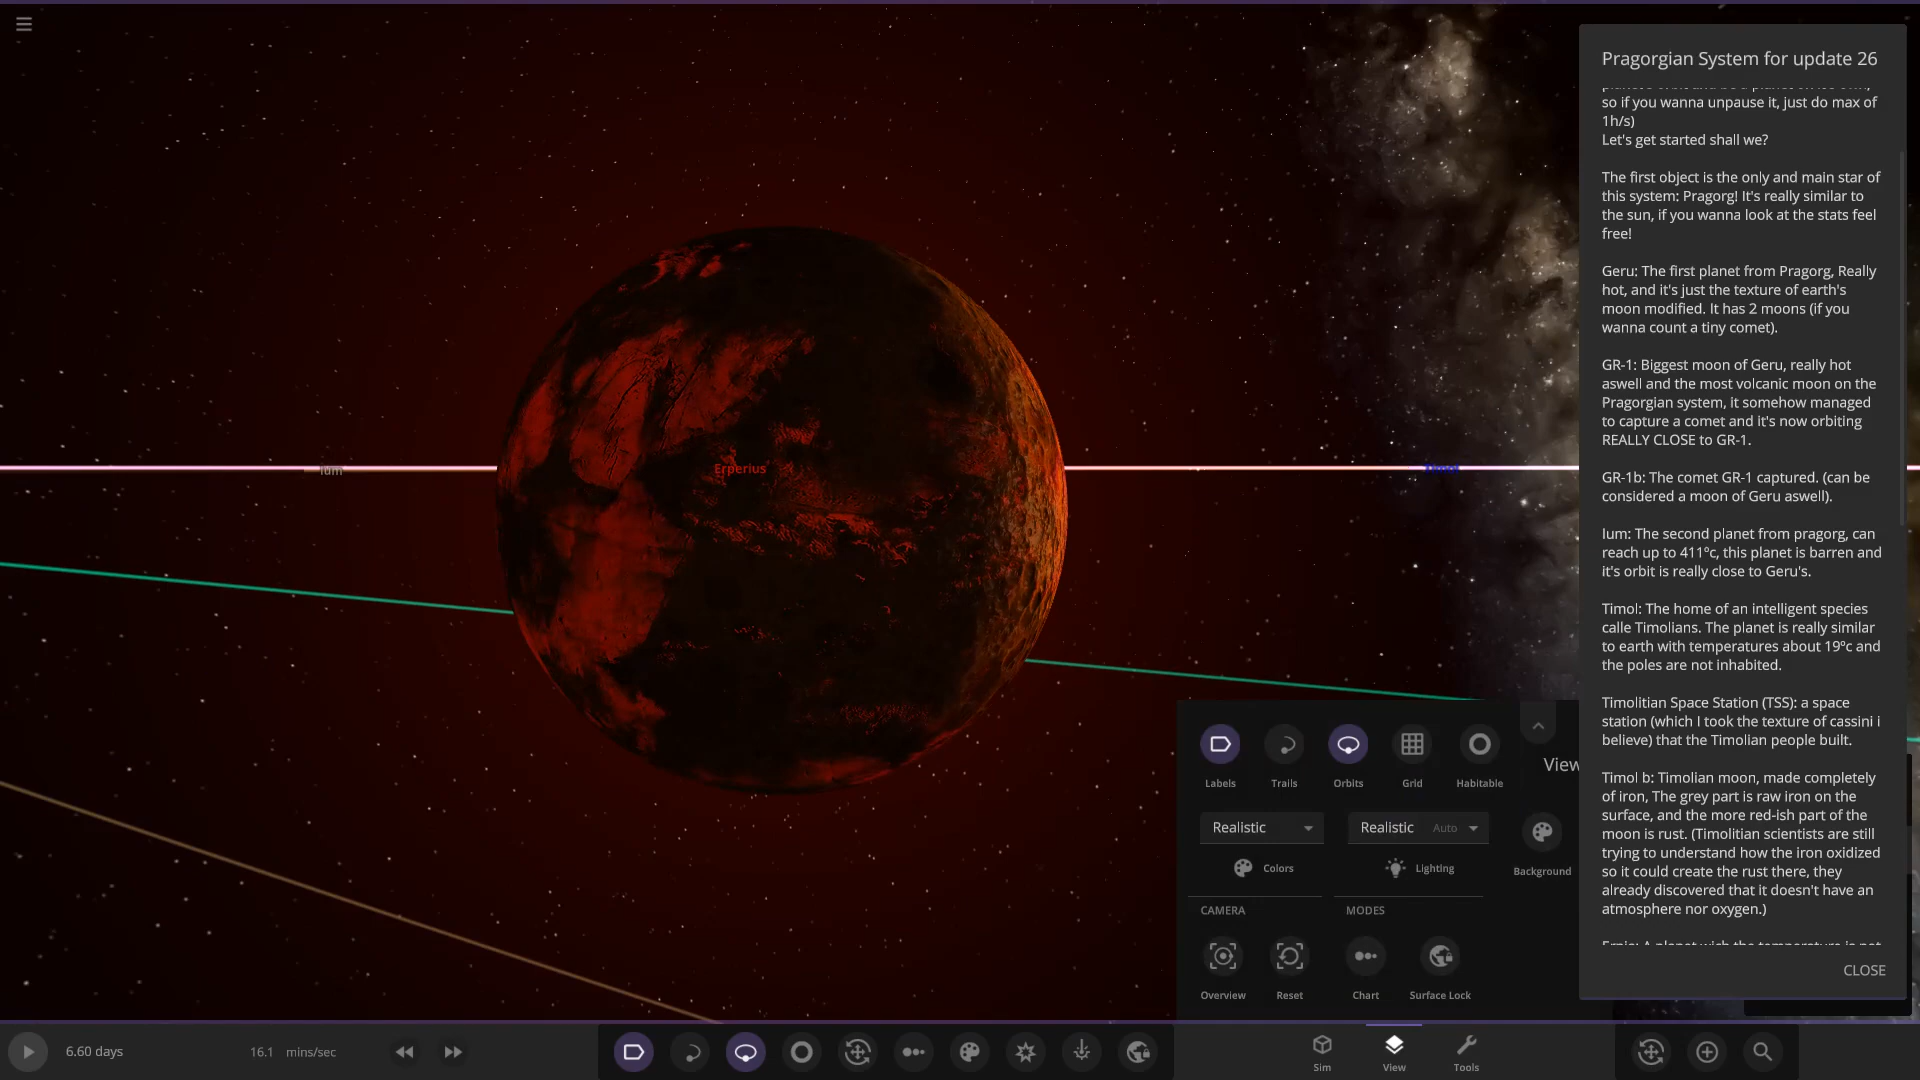 Pragorgian System for update 26
so if you wanna unpause it, just do max of
1h/s)
Let's get started shall we?
The first object is the only and main star of
this system: Pragorg! It's really similar to
the sun, if you wanna look at the stats feel
free!
Geru: The first planet from Pragorg, Really
hot, and it's just the texture of earth's
moon modified. It has 2 moons (if you
wanna count a tiny comet).
GR-1: Biggest moon of Geru, really hot
aswell and the most volcanic moon on the
Pragorgian system, it somehow managed
to capture a comet and it's now orbiting
REALLY CLOSE to GR-1.
GR-1b: The comet GR-1 captured. (can be
considered a moon of Geru aswell).
Ium: The second planet from pragorg, can
reach up to 411ºc, this planet is barren and
it's orbit is really close to Geru's.
Timol: The home of an intelligent species
calle Timolians. The planet is really similar
to earth with temperatures about 19ºc and
the poles are not inhabited.
Timolitian Space Station (TSS): a space
station (which I took the texture of cassini i
believe) that the Timolian people built.
Timol b: Timolian moon, made completely
of iron, The grey part is raw iron on the
surface, and the more red-ish part of the
moon is rust. (Timolitian scientists are still
trying to understand how the iron oxidized
so it could create the rust there, they
already discovered that it doesn't have an
atmosphere nor oxygen.)
CLOSE
Ium
Erperius
Timol
Labels
Trails
Orbits
Grid
Habitable
View
Realistic
Realistic Auto
Colors
Lighting
Background
CAMERA
MODES
Overview
Reset
Chart
Surface Lock
6.60 days
16.1 mins/sec
Sim
View
Tools